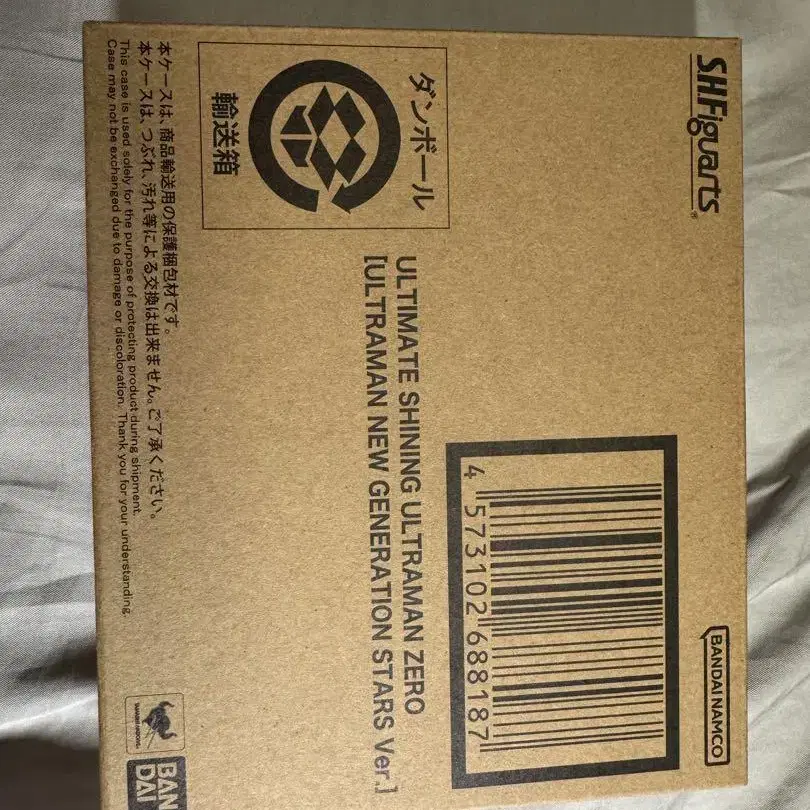 S.H.Figuarts
BANDAI NAMCO
4 573102 688187
ULTIMATE SHINING ULTRAMAN ZERO
[ULTRAMAN NEW GENERATION STARS Ver.]
ダンボール
輸送箱
本ケースは、商品輸送用の保護梱包材です。
本ケースは、つぶれ、汚れ等による交換は出来ません。ご了承ください。
This case is used solely for the purpose of protecting product during shipment.
Case may not be exchanged due to damage or discoloration. Thank you for your understanding.
TAMASHII NATIONS
BAN
DAI